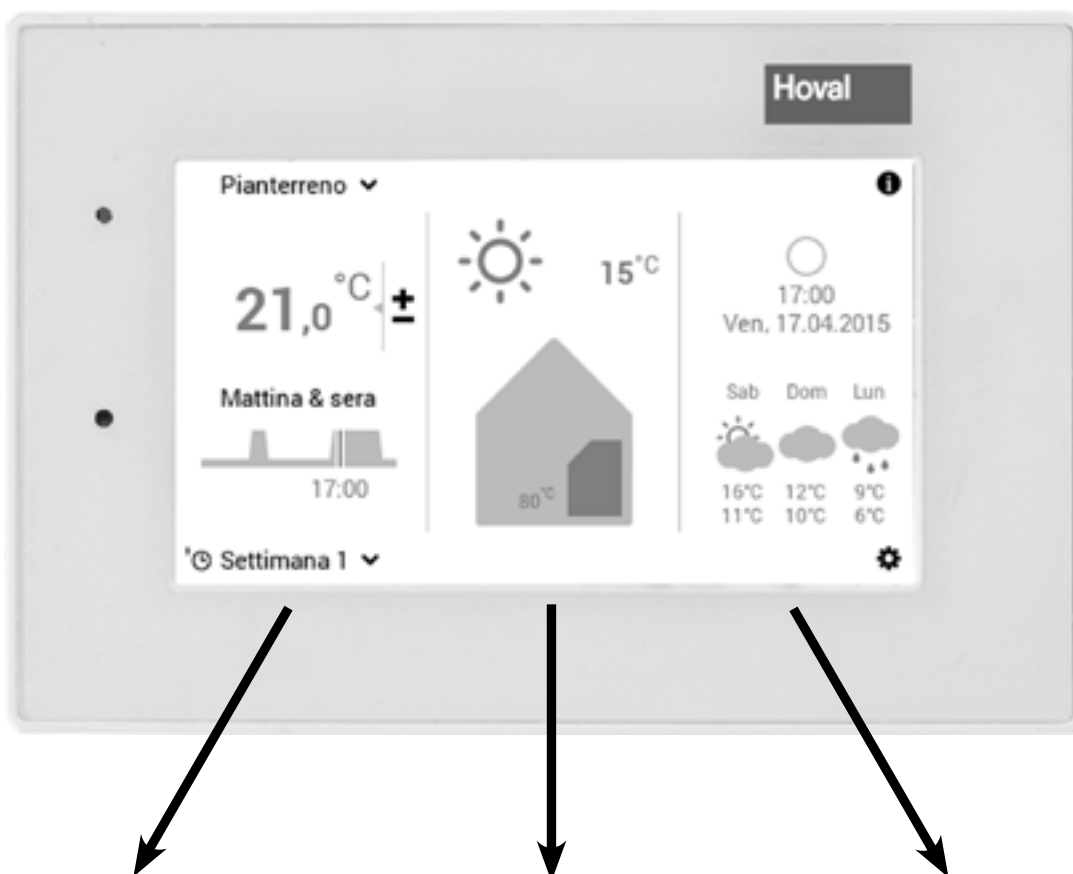 Hoval
Pianterreno
21,0 °C
±
Mattina & sera
17:00
Settimana 1
15°C
80°C
17:00
Ven. 17.04.2015
Sab Dom Lun
16°C 12°C 9°C
11°C 10°C 6°C